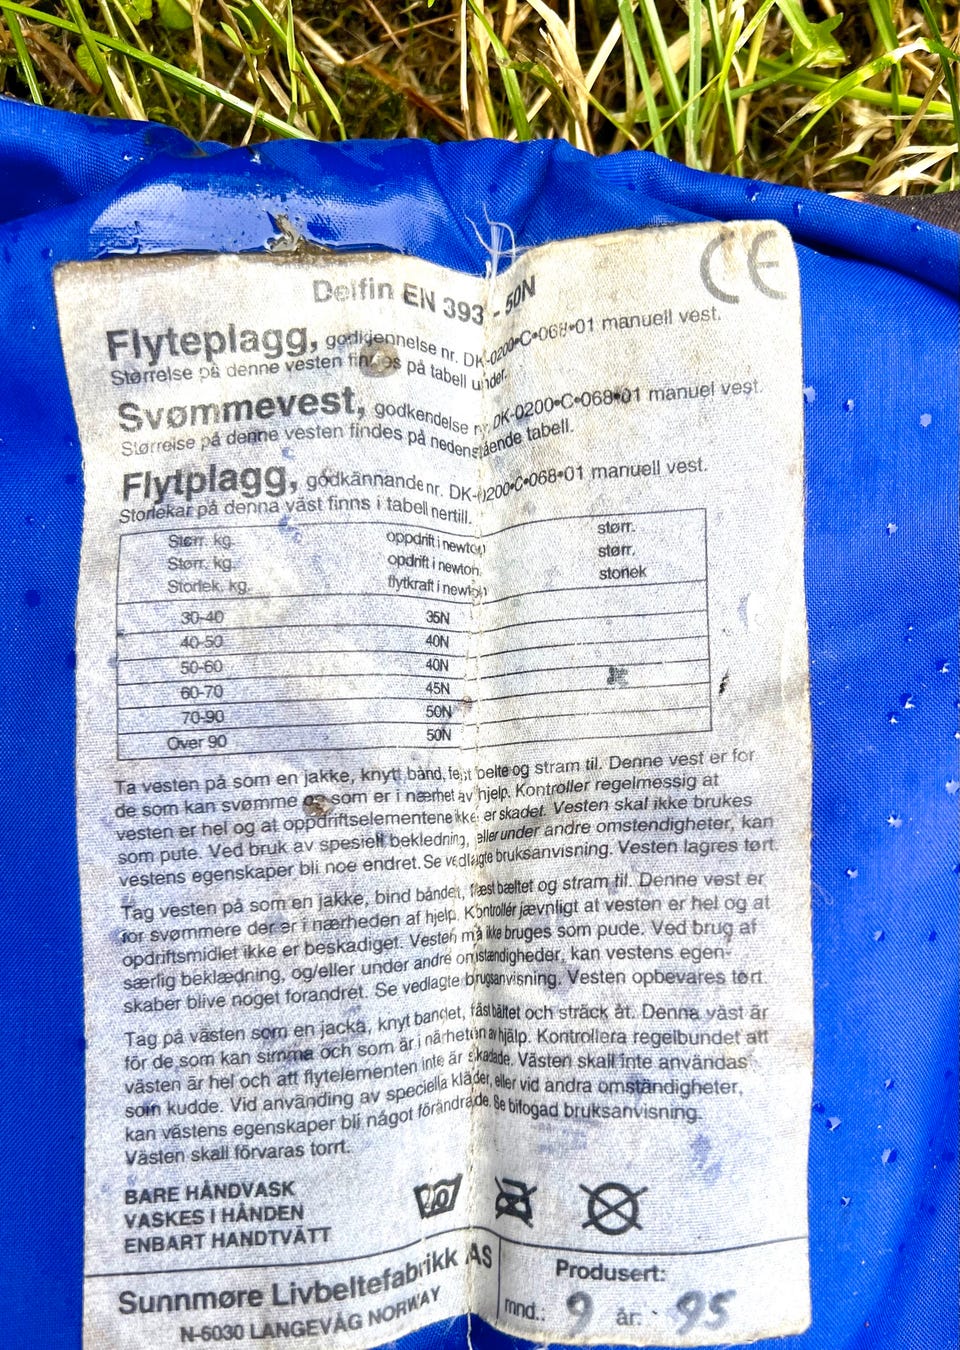 CE
Delfin EN 393 - 50N
Flyteplagg, godkjennelse nr. DK-0200•C•068•01 manuell vest.
Størrelse på denne vesten findes på tabell under.
Svømmevest, godkendelse nr. DK-0200•C•068•01 manuel vest.
Størrelse på denne vesten findes på nedenstående tabell.
Flytplagg, godkännande nr. DK-0200•C•068•01 manuell vest.
Storlekar på denna väst finns i tabell nertill.
Størr. kg. oppdrift i newton størr.
Størr. kg. opdrift i newton størr.
Storlek. kg. flytkraft i newton storlek
30-40 35N
40-50 40N
50-60 40N
60-70 45N
70-90 50N
Over 90 50N
Ta vesten på som en jakke, knytt bånd, fest belte og stram til. Denne vest er for
de som kan svømme og som er i nærhet av hjelp. Kontroller regelmessig at
vesten er hel og at oppdriftselementene ikke er skadet. Vesten skal ikke brukes
som pute. Ved bruk av spesiell bekledning, eller under andre omstendigheter, kan
vestens egenskaper bli noe endret. Se vedlagte bruksanvisning. Vesten lagres tørt.
Tag vesten på som en jakke, bind båndet, fæst bæltet og stram til. Denne vest er
for svømmere der er i nærheden af hjelp. Kontrollér jævnligt at vesten er hel og at
opdriftsmidlet ikke er beskadiget. Vesten må ikke bruges som pude. Ved brug af
særlig beklædning, og/eller under andre omstændigheder, kan vestens egen-
skaber blive noget forandret. Se vedlagte brugsanvisning. Vesten opbevares tørt.
Tag på västen som en jacka, knyt bandet, fäst bältet och sträck åt. Denna väst är
för de som kan simma och som är i närheten av hjälp. Kontrollera regelbundet att
västen är hel och att flytelementen inte är skadade. Västen skall inte användas
som kudde. Vid använding av speciella kläder, eller vid andra omständigheter,
kan västens egenskaper bli något förändrade. Se bifogad bruksanvisning.
Västen skall förvaras torrt.
BARE HÅNDVASK
VASKES I HÅNDEN
ENBART HANDTVÄTT
Sunnmøre Livbeltefabrikk AS
N-6030 LANGEVÅG NORWAY
Produsert:
mnd.: 9 år: 95